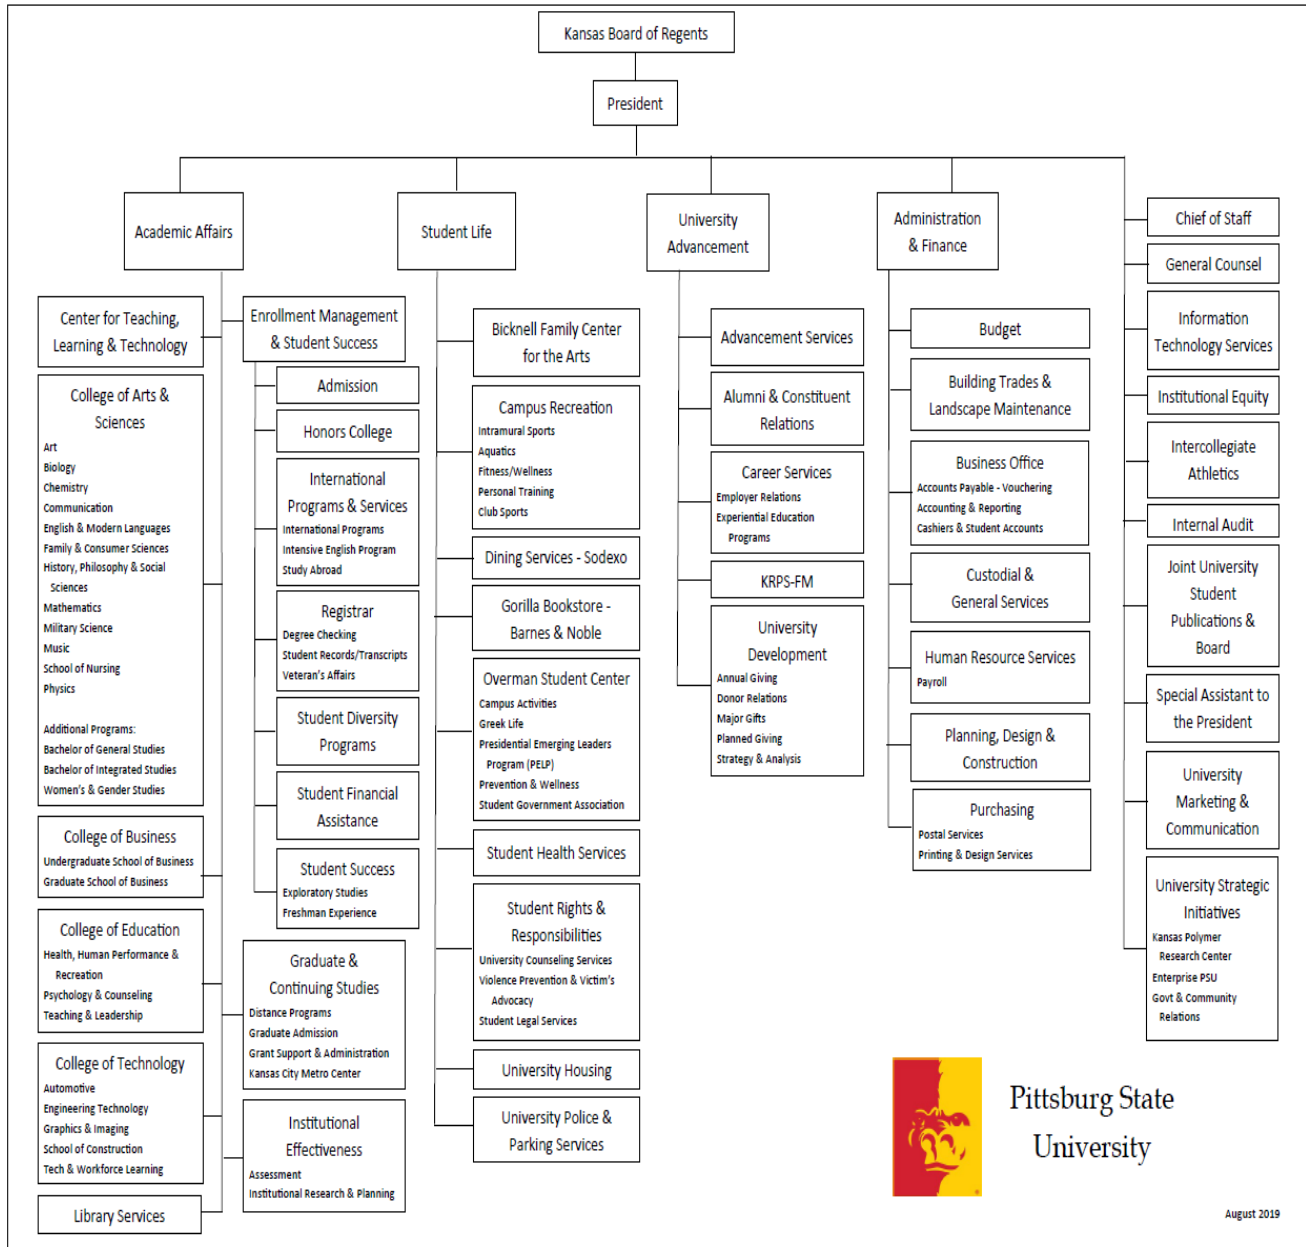 Kansas Board of Regents
President
Academic Affairs
Student Life
University
Advancement
Administration
& Finance
Center for Teaching,
Learning & Technology
College of Arts &
Sciences
Art
Biology
Chemistry
Communication
English & Modern Languages
Family & Consumer Sciences
History, Philosophy & Social
Sciences
Mathematics
Military Science
Music
School of Nursing
Physics
Additional Programs:
Bachelor of General Studies
Bachelor of Integrated Studies
Women's & Gender Studies
College of Business
Undergraduate School of Business
Graduate School of Business
College of Education
Health, Human Performance &
Recreation
Psychology & Counseling
Teaching & Leadership
College of Technology
Automotive
Engineering Technology
Graphics & Imaging
School of Construction
Tech & Workforce Learning
Library Services
Enrollment Management
& Student Success
Admission
Honors College
International
Programs & Services
International Programs
Intensive English Program
Study Abroad
Registrar
Degree Checking
Student Records/Transcripts
Veteran's Affairs
Student Diversity
Programs
Student Financial
Assistance
Student Success
Exploratory Studies
Freshman Experience
Graduate &
Continuing Studies
Distance Programs
Graduate Admission
Grant Support & Administration
Kansas City Metro Center
Institutional
Effectiveness
Assessment
Institutional Research & Planning
Bicknell Family Center
for the Arts
Campus Recreation
Intramural Sports
Aquatics
Fitness/Wellness
Personal Training
Club Sports
Dining Services - Sodexo
Gorilla Bookstore -
Barnes & Noble
Overman Student Center
Campus Activities
Greek Life
Presidential Emerging Leaders
Program (PELP)
Prevention & Wellness
Student Government Association
Student Health Services
Student Rights &
Responsibilities
University Counseling Services
Violence Prevention & Victim's
Advocacy
Student Legal Services
University Housing
University Police &
Parking Services
Advancement Services
Alumni & Constituent
Relations
Career Services
Employer Relations
Experiential Education
Programs
KRPS-FM
University
Development
Annual Giving
Donor Relations
Major Gifts
Planned Giving
Strategy & Analysis
Budget
Building Trades &
Landscape Maintenance
Business Office
Accounts Payable - Vouchering
Accounting & Reporting
Cashiers & Student Accounts
Custodial &
General Services
Human Resource Services
Payroll
Planning, Design &
Construction
Purchasing
Postal Services
Printing & Design Services
Chief of Staff
General Counsel
Information
Technology Services
Institutional Equity
Intercollegiate
Athletics
Internal Audit
Joint University
Student
Publications &
Board
Special Assistant to
the President
University
Marketing &
Communication
University Strategic
Initiatives
Kansas Polymer
Research Center
Enterprise PSU
Govt & Community
Relations
Pittsburg State
University
August 2019